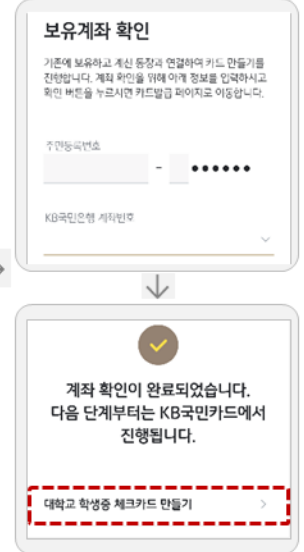 보유계좌 확인
기존에 보유하고 계신 통장과 연결하여 카드 만들기를
진행합니다. 계좌 확인을 위해 아래 정보를 입력하시고
확인 버튼을 누르시면 카드발급 페이지로 이동합니다.
주민등록번호
- ●●●●●●
KB국민은행 계좌번호
계좌 확인이 완료되었습니다.
다음 단계부터는 KB국민카드에서
진행됩니다.
대학교 학생증 체크카드 만들기